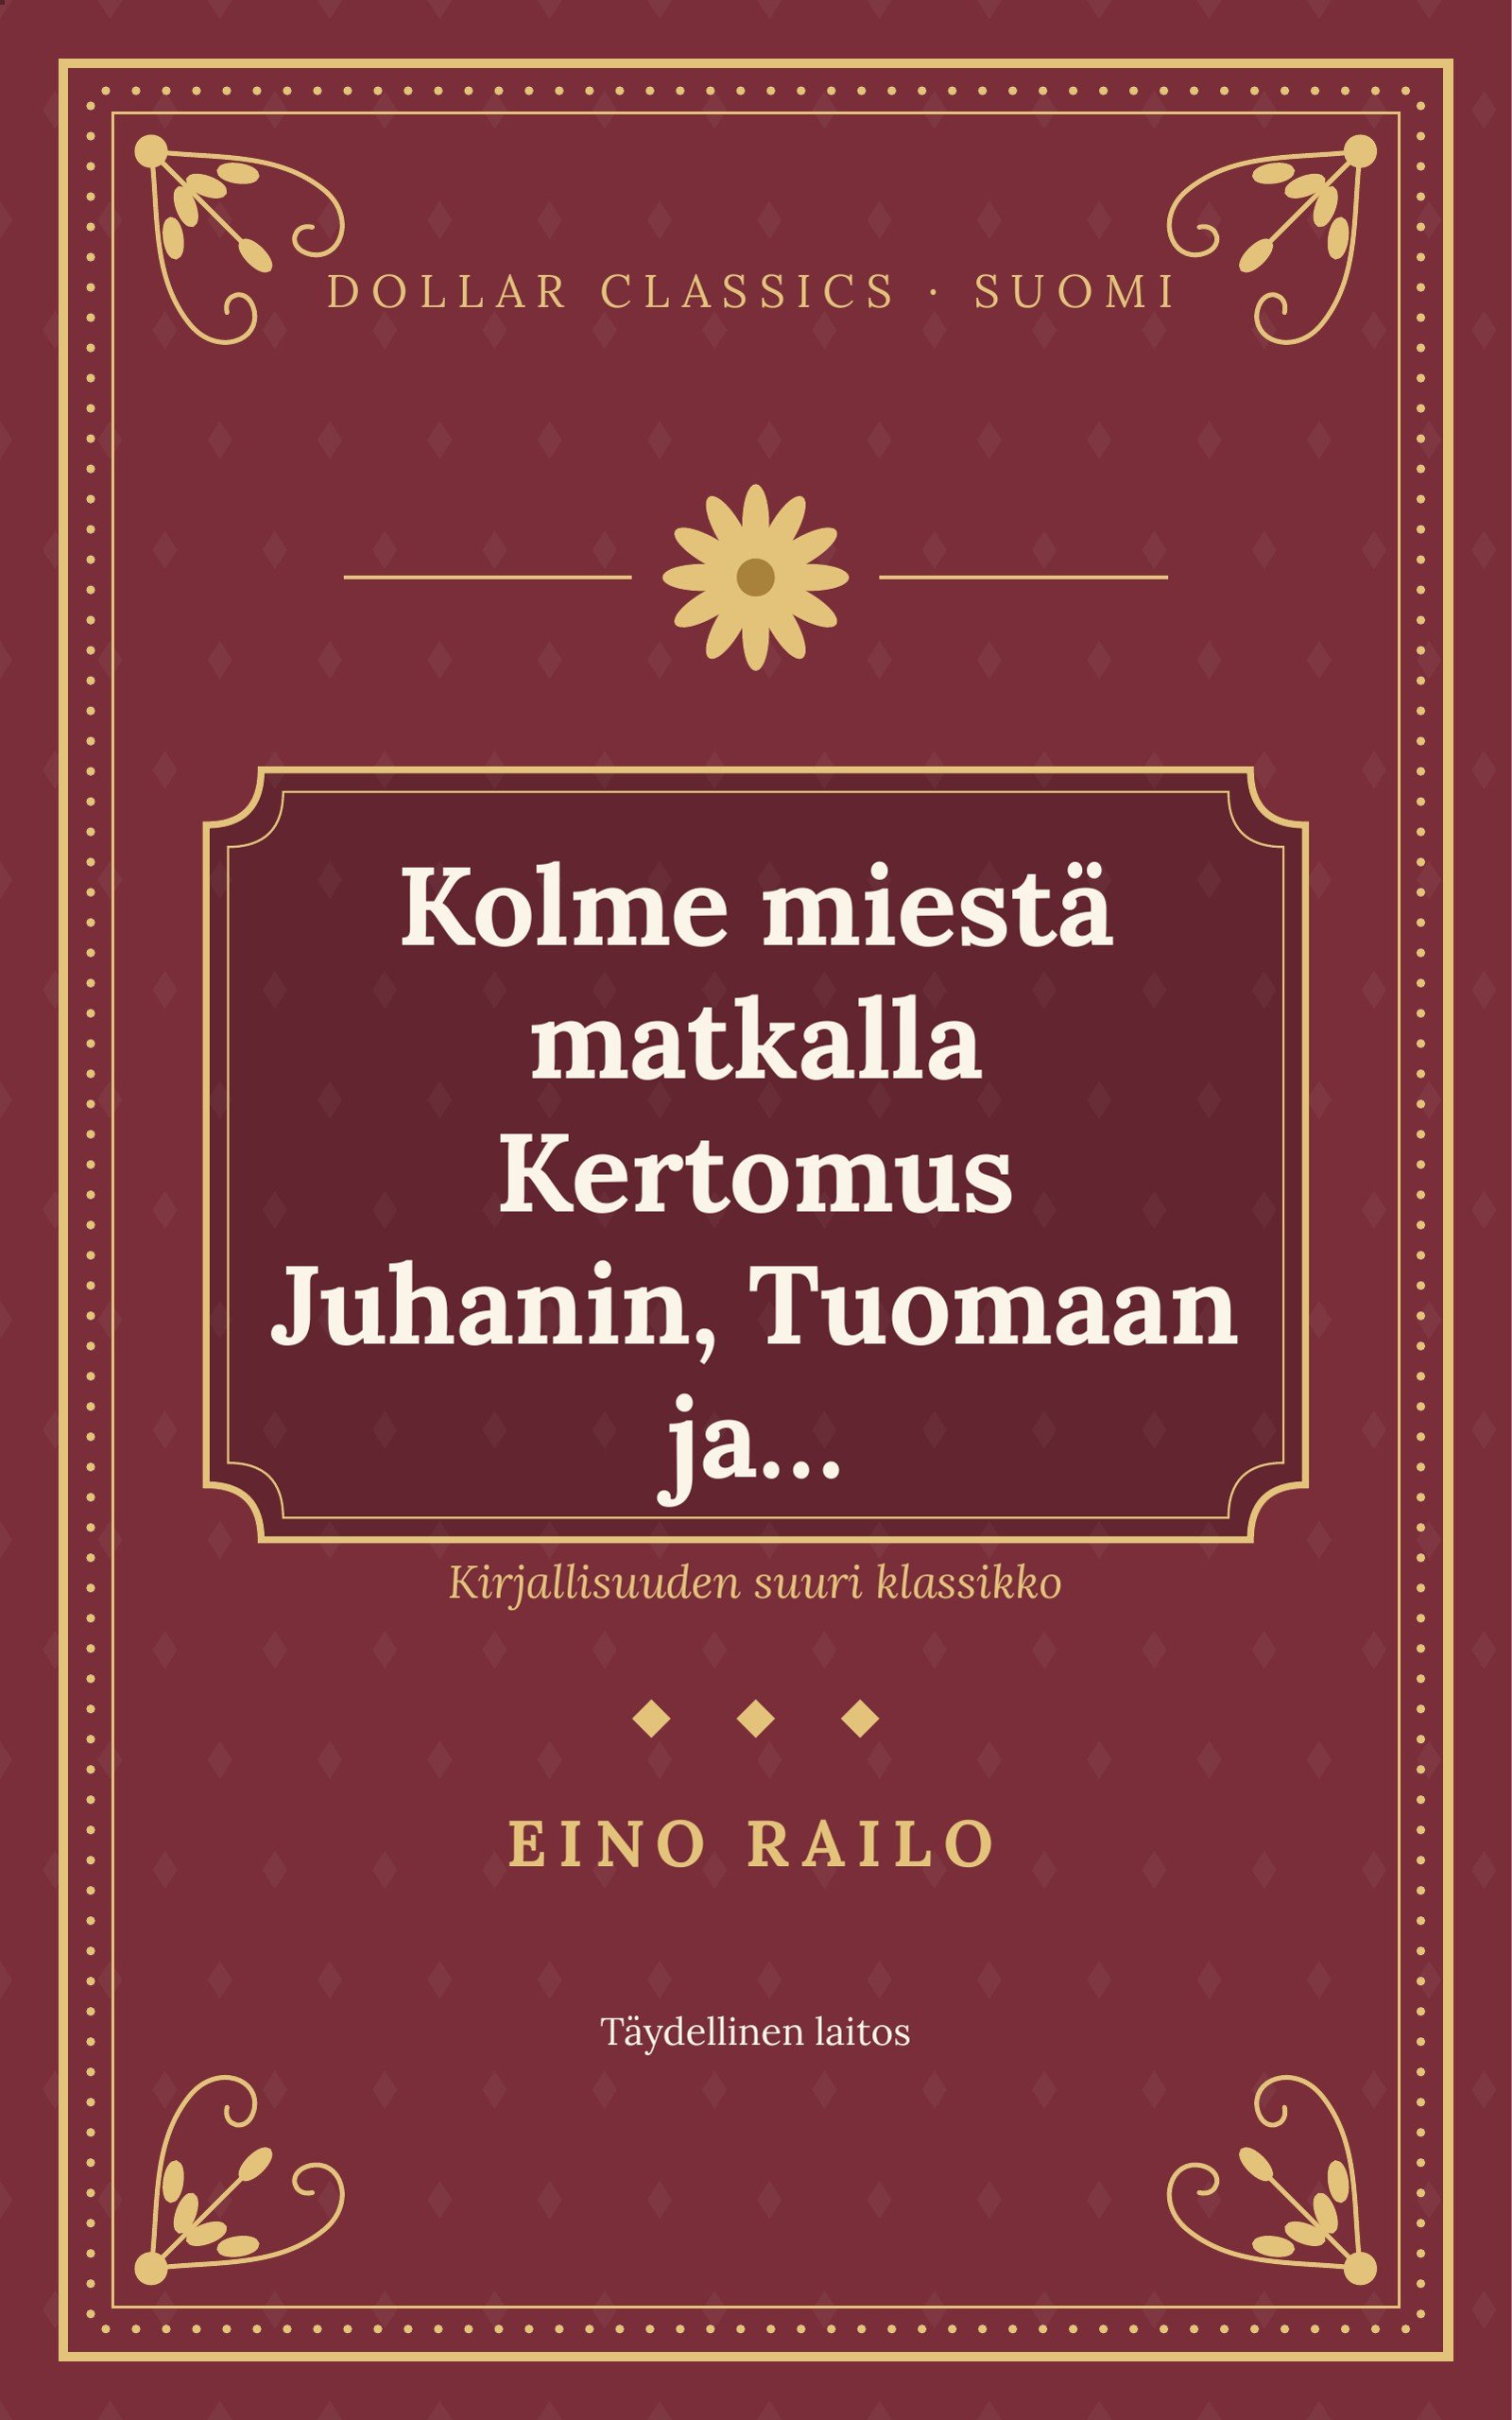 DOLLAR CLASSICS · SUOMI
Kolme miestä
matkalla
Kertomus
Juhanin, Tuomaan
ja...
Kirjallisuuden suuri klassikko
EINO RAILO
Täydellinen laitos